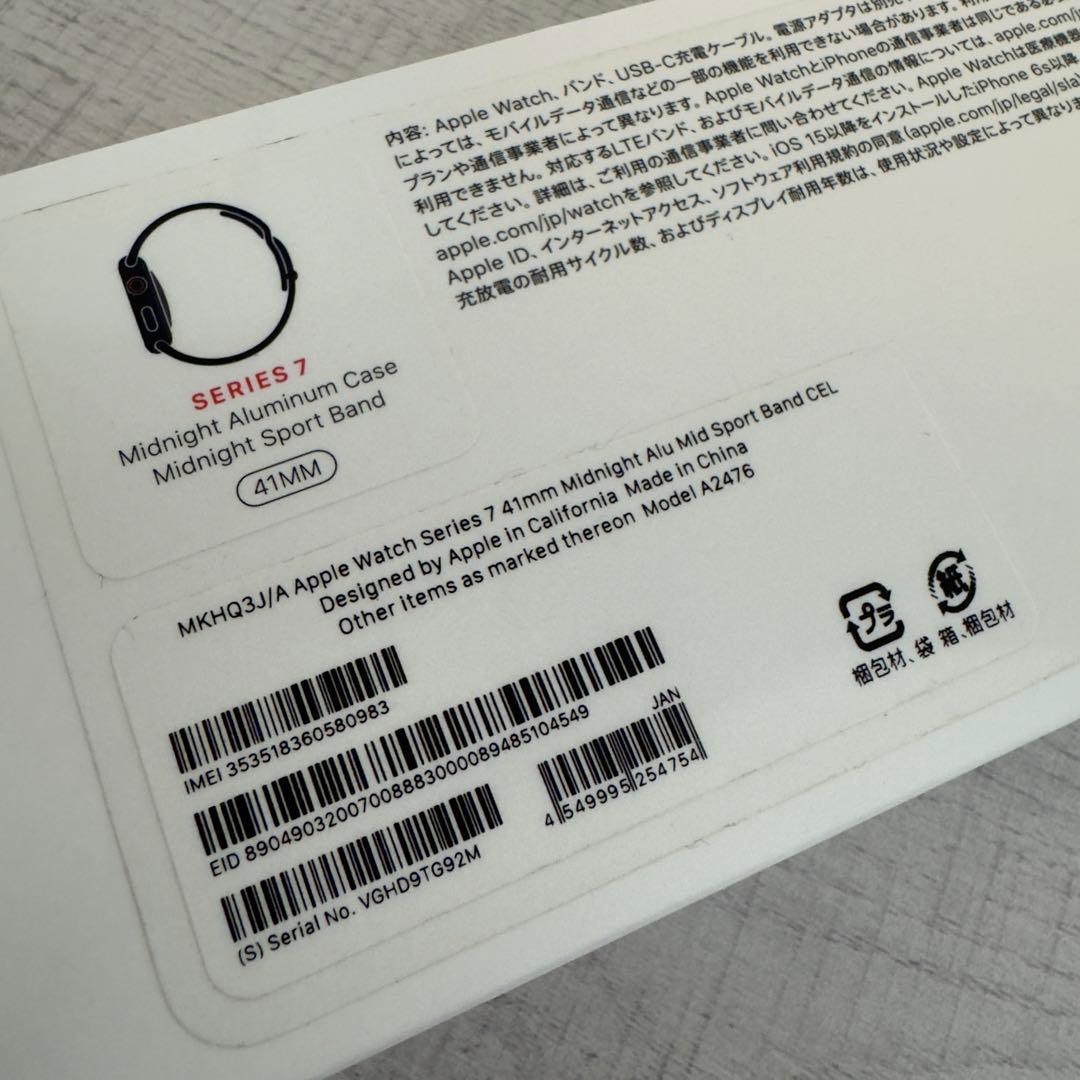 内容: Apple Watch、バンド、USB-C充電ケーブル。電源アダプタは別売
によっては、モバイルデータ通信などの一部の機能を利用できない場合があります。
プランや通信事業者によって異なります。Apple WatchとiPhoneの通信事業者は同じである
利用できません。対応するLTEバンド、およびモバイルデータ通信の情報については、apple.com/
してください。詳細は、ご利用の通信事業者に問い合わせてください。Apple Watchは医療機器
apple.com/jp/watchを参照してください。iOS 15以降をインストールしたiPhone 6s以降
Apple ID、インターネットアクセス、ソフトウェア利用規約の同意(apple.com/jp/legal/sla
充放電の耐用サイクル数、およびディスプレイ耐用年数は、使用状況や設定によって異なりま
SERIES 7
Midnight Aluminum Case
Midnight Sport Band
41MM
MKHQ3J/A Apple Watch Series 7 41mm Midnight Alu Mid Sport Band CEL
Designed by Apple in California Made in China
Other items as marked thereon Model A2476
IMEI 353518360580983
EID 89049032007008883000089485104549
(S) Serial No. VGHD9TG92M
JAN
4 549995 254754
プラ
紙
梱包材、袋 箱、梱包材